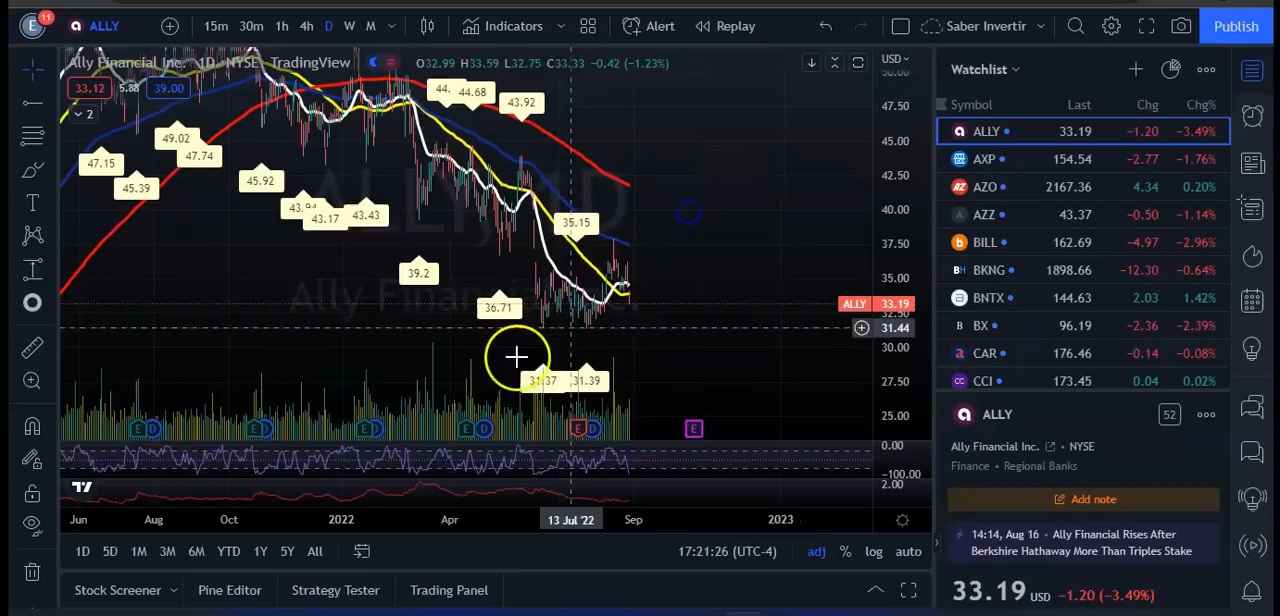 E 11 ALLY 15m 30m 1h 4h D W M Indicators Alert Replay Saber Invertir Publish
Ally Financial Inc. · 1D · NYSE TradingView O32.99 H33.59 L32.75 C33.33 −0.42 (−1.23%)
33.12 5.88 39.00
2
USD
47.50
45.00
40.00
37.50
35.00
32.50
30.00
27.50
25.00
0.00
−100.00
2.00
ALLY 33.19
31.44
ALLY, 1D
Ally Financial Inc.
44.68
43.92
49.02
47.74
47.15
45.39
45.92
43.94
43.17
43.43
35.15
39.2
36.71
31.37
31.39
E D E D E D E D E D E
Jun Aug Oct 2022 Apr 13 Jul '22 Sep 2023
1D 5D 1M 3M 6M YTD 1Y 5Y All 17:21:26 (UTC-4) adj % log auto
Stock Screener Pine Editor Strategy Tester Trading Panel
Watchlist
Symbol Last Chg Chg%
ALLY 33.19 −1.20 −3.49%
AXP 154.54 −2.77 −1.76%
AZO 2167.36 4.34 0.20%
AZZ 43.37 −0.50 −1.14%
BILL 162.69 −4.97 −2.96%
BKNG 1898.66 −12.30 −0.64%
BNTX 144.63 2.03 1.42%
B BX 96.19 −2.36 −2.39%
CAR 176.46 −0.14 −0.08%
CCI 173.45 0.04 0.02%
ALLY 52
Ally Financial Inc. · NYSE
Finance · Regional Banks
Add note
14:14, Aug 16 · Ally Financial Rises After
Berkshire Hathaway More Than Triples Stake
33.19 USD −1.20 (−3.49%)